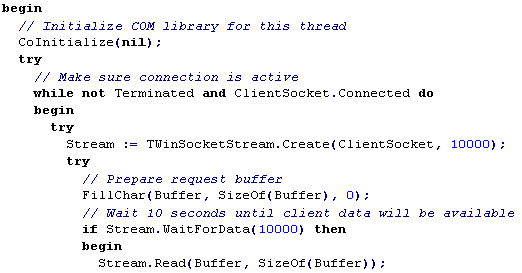 begin
// Initialize COM library for this thread
CoInitialize(nil);
try
// Make sure connection is active
while not Terminated and ClientSocket.Connected do
begin
try
Stream := TWinSocketStream.Create(ClientSocket, 10000);
try
// Prepare request buffer
FillChar(Buffer, SizeOf(Buffer), 0);
// Wait 10 seconds until client data will be available
if Stream.WaitForData(10000) then
begin
Stream.Read(Buffer, SizeOf(Buffer));